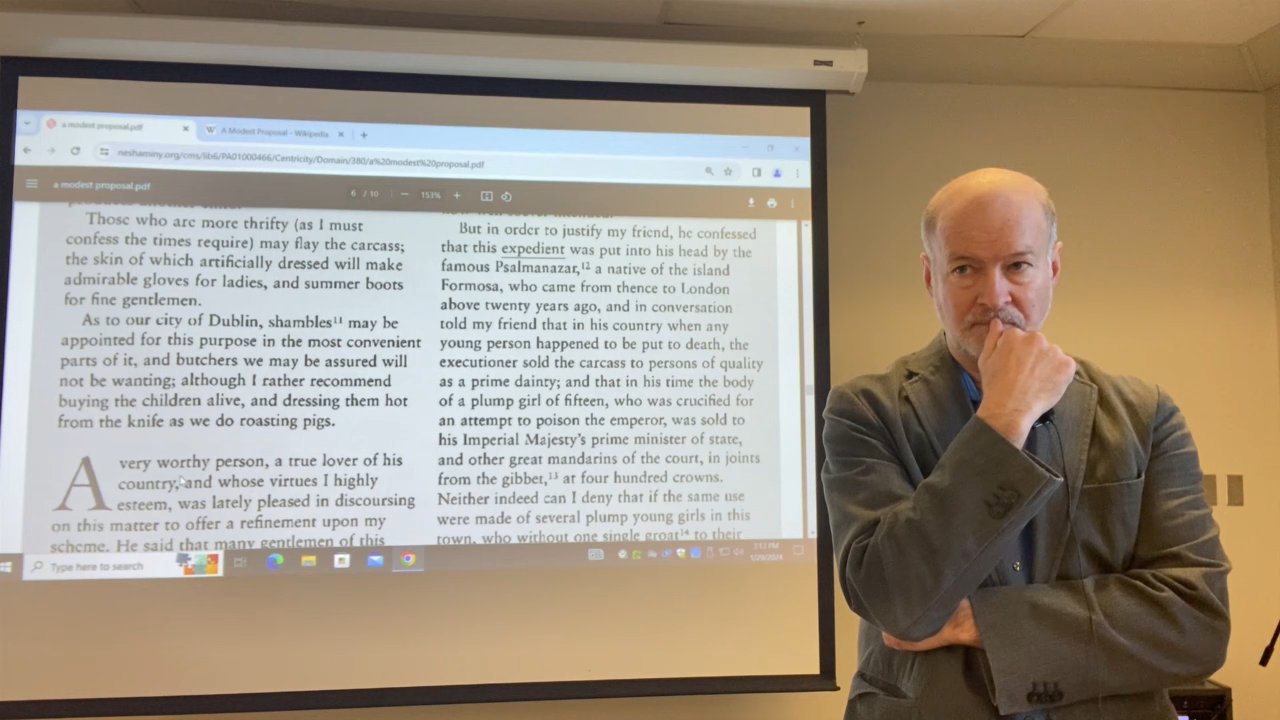 a modest proposal.pdf
A Modest Proposal - Wikipedia
neshaminy.org/cms/lib6/PA01000466/Centricity/Domain/380/a%20modest%20proposal.pdf
a modest proposal.pdf
6 / 10
153%
Those who are more thrifty (as I must
confess the times require) may flay the carcass;
the skin of which artificially dressed will make
admirable gloves for ladies, and summer boots
for fine gentlemen.
As to our city of Dublin, shambles¹¹ may be
appointed for this purpose in the most convenient
parts of it, and butchers we may be assured will
not be wanting; although I rather recommend
buying the children alive, and dressing them hot
from the knife as we do roasting pigs.
A very worthy person, a true lover of his
country, and whose virtues I highly
esteem, was lately pleased in discoursing
on this matter to offer a refinement upon my
scheme. He said that many gentlemen of this
But in order to justify my friend, he confessed
that this expedient was put into his head by the
famous Psalmanazar,¹² a native of the island
Formosa, who came from thence to London
above twenty years ago, and in conversation
told my friend that in his country when any
young person happened to be put to death, the
executioner sold the carcass to persons of quality
as a prime dainty; and that in his time the body
of a plump girl of fifteen, who was crucified for
an attempt to poison the emperor, was sold to
his Imperial Majesty's prime minister of state,
and other great mandarins of the court, in joints
from the gibbet,¹³ at four hundred crowns.
Neither indeed can I deny that if the same use
were made of several plump young girls in this
town, who without one single groat¹⁴ to their
Type here to search